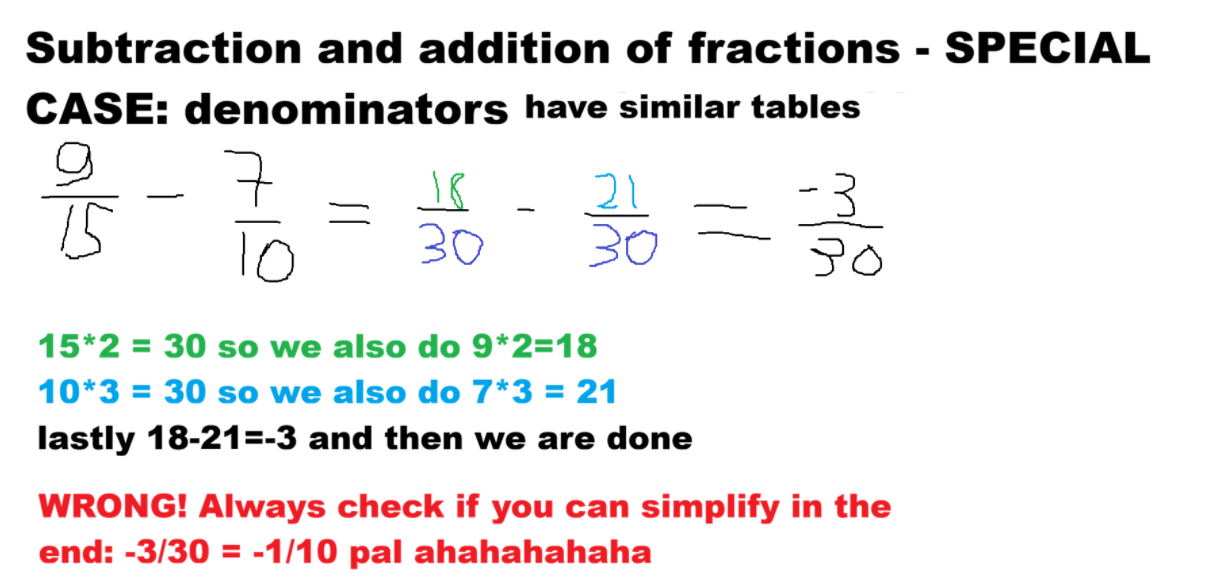 Subtraction and addition of fractions - SPECIAL
CASE: denominators have similar tables
9/15 - 7/10 = 18/30 - 21/30 = -3/30
15*2 = 30 so we also do 9*2=18
10*3 = 30 so we also do 7*3 = 21
lastly 18-21=-3 and then we are done
WRONG! Always check if you can simplify in the
end: -3/30 = -1/10 pal ahahahahaha